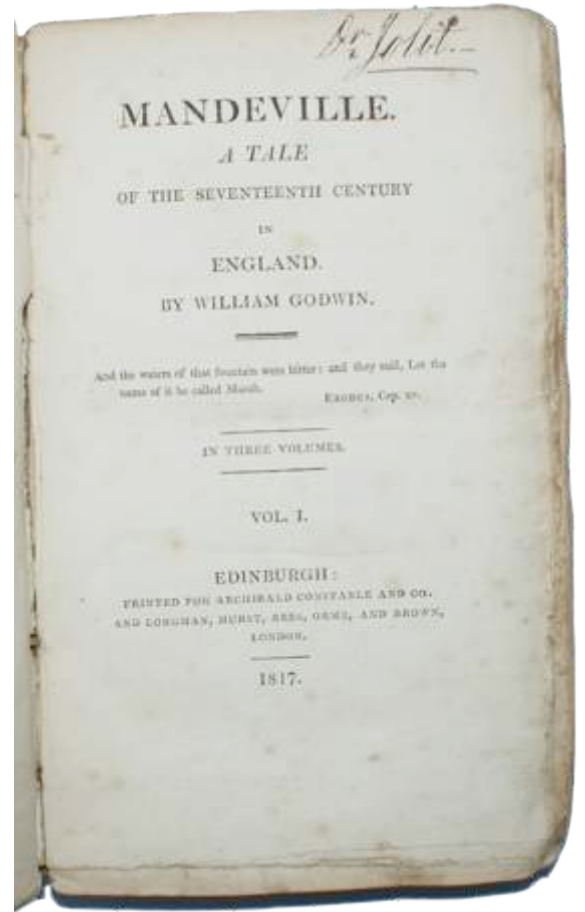 Dr.
MANDEVILLE.
A TALE
OF THE SEVENTEENTH CENTURY
IN
ENGLAND.
BY WILLIAM GODWIN.
And the waters of that fountain were bitter: and they said, Let the
name of it be called Marah.
EXODUS, Cap. xv.
IN THREE VOLUMES.
VOL. I.
EDINBURGH:
PRINTED FOR ARCHIBALD CONSTABLE AND CO.
AND LONGMAN, HURST, REES, ORME, AND BROWN,
LONDON.
1817.